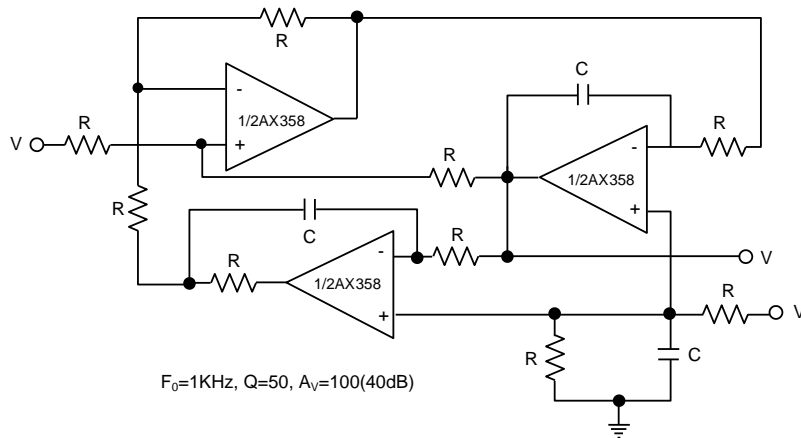 R
C
-
1/2AX358
+
V
R
R
-
R
1/2AX358
+
R
C
R
-
R
V
1/2AX358
+
R
V
R
C
F0=1KHz, Q=50, AV=100(40dB)